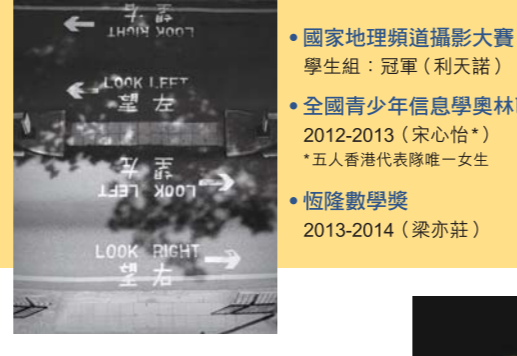 望右
LOOK RIGHT
LOOK LEFT
望左
望左
LOOK LEFT
LOOK RIGHT
望右
• 國家地理頻道攝影大賽
學生組：冠軍（利天諾）
• 全國青少年信息學奧林
2012-2013（宋心怡*）
*五人香港代表隊唯一女生
• 恆隆數學獎
2013-2014（梁亦莊）